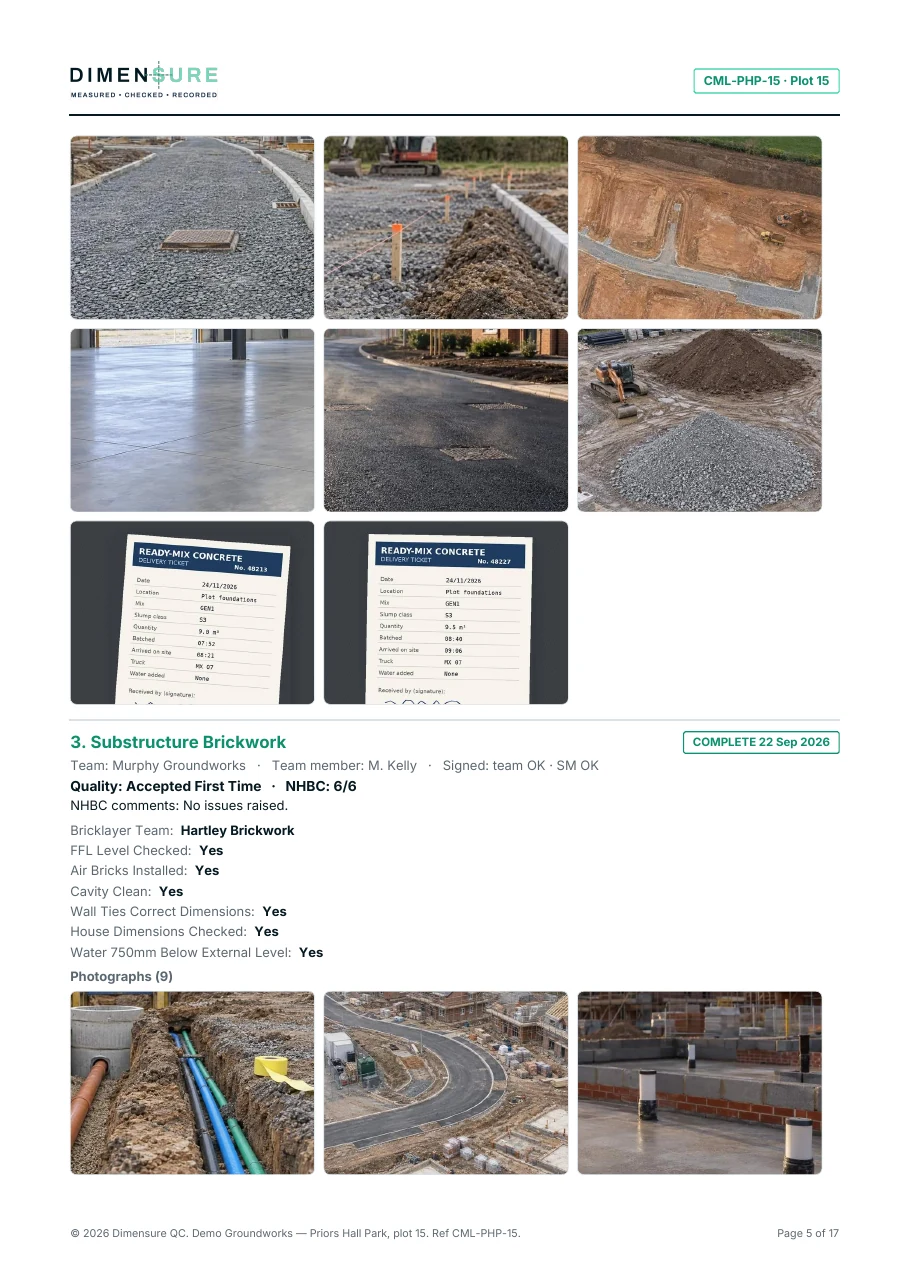 DIMENSURE
MEASURED • CHECKED • RECORDED
CML-PHP-15 · Plot 15
READY-MIX CONCRETE
DELIVERY TICKET
No. 48213
Date 24/11/2026
Location Plot foundations
Mix GEN1
Slump class S3
Quantity 9.0 m³
Batched 07:52
Arrived on site 08:21
Truck MX 07
Water added None
Received by (signature):
READY-MIX CONCRETE
DELIVERY TICKET
No. 48227
Date 24/11/2026
Location Plot foundations
Mix GEN1
Slump class S3
Quantity 9.5 m³
Batched 08:40
Arrived on site 09:06
Truck MX 07
Water added None
Received by (signature):
3. Substructure Brickwork
COMPLETE 22 Sep 2026
Team: Murphy Groundworks · Team member: M. Kelly · Signed: team OK · SM OK
Quality: Accepted First Time · NHBC: 6/6
NHBC comments: No issues raised.
Bricklayer Team: Hartley Brickwork
FFL Level Checked: Yes
Air Bricks Installed: Yes
Cavity Clean: Yes
Wall Ties Correct Dimensions: Yes
House Dimensions Checked: Yes
Water 750mm Below External Level: Yes
Photographs (9)
© 2026 Dimensure QC. Demo Groundworks — Priors Hall Park, plot 15. Ref CML-PHP-15.
Page 5 of 17